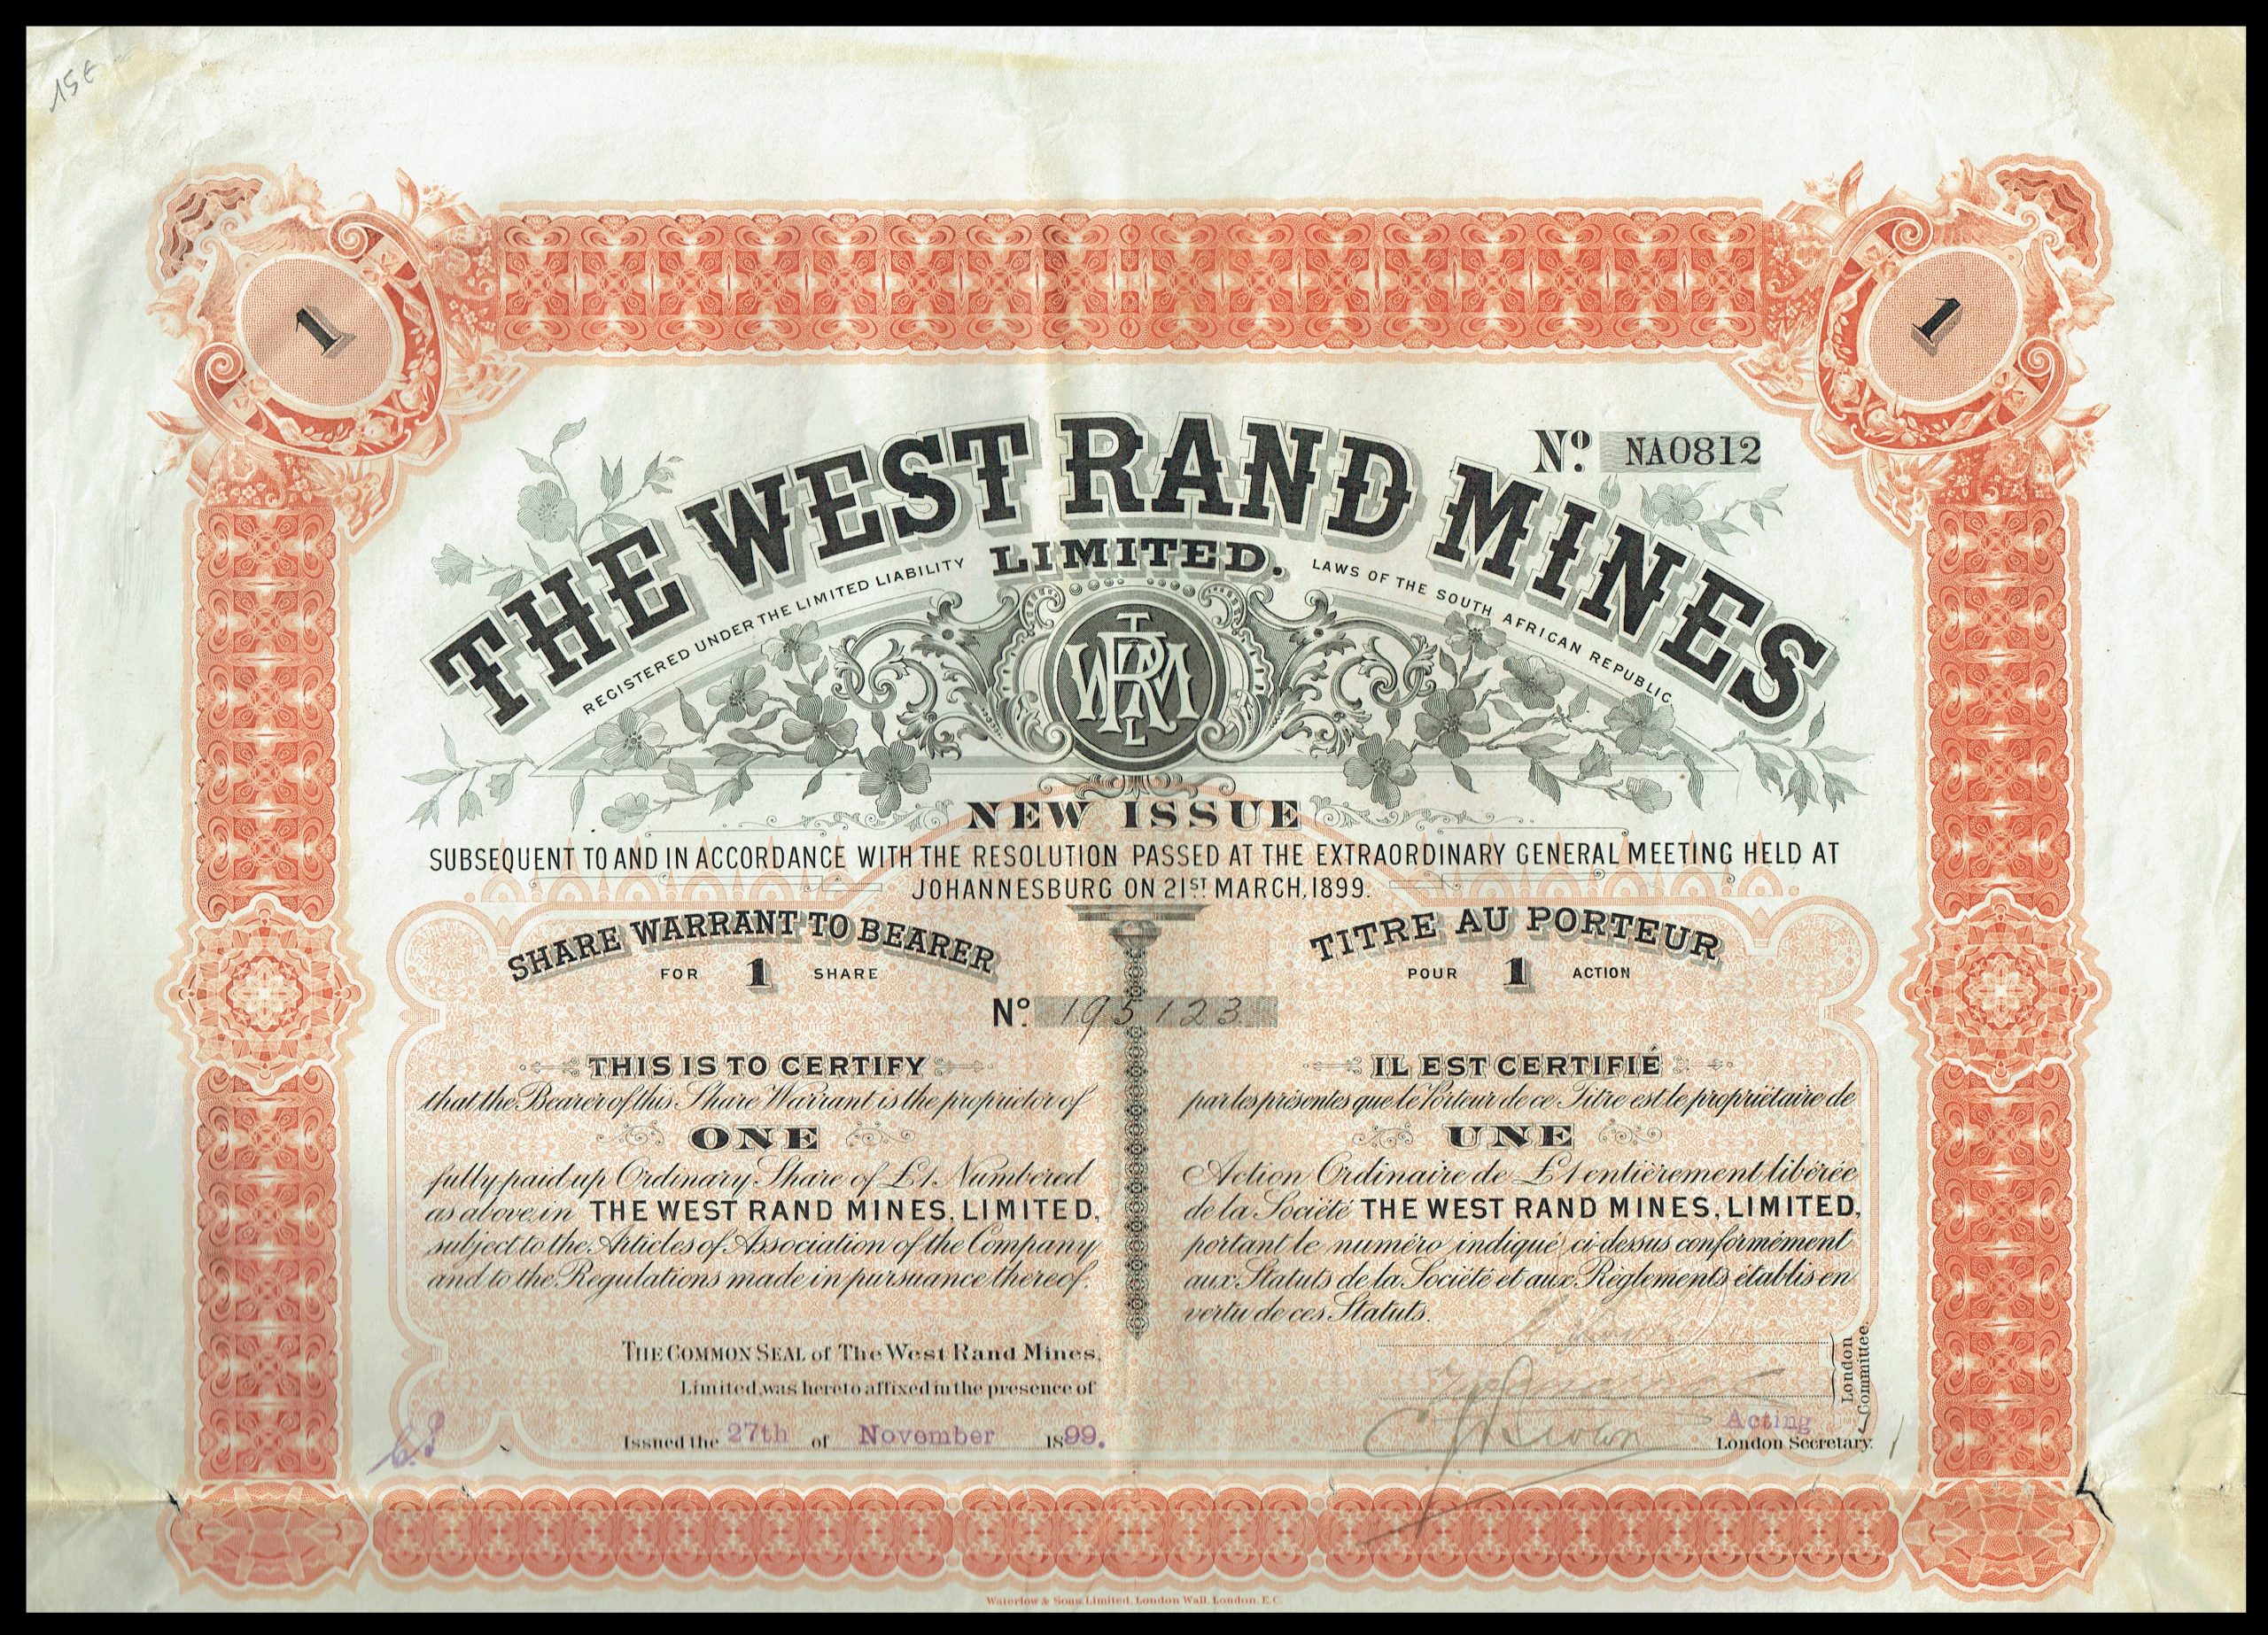 15€
1
1
Nº. NA0812
THE WEST RAND MINES
LIMITED.
REGISTERED UNDER THE LIMITED LIABILITY LAWS OF THE SOUTH AFRICAN REPUBLIC
WRM
L
NEW ISSUE
SUBSEQUENT TO AND IN ACCORDANCE WITH THE RESOLUTION PASSED AT THE EXTRAORDINARY GENERAL MEETING HELD AT
JOHANNESBURG ON 21ST MARCH, 1899.
SHARE WARRANT TO BEARER
FOR 1 SHARE
TITRE AU PORTEUR
POUR 1 ACTION
Nº. 195123
THIS IS TO CERTIFY
that the Bearer of this Share Warrant is the proprietor of
ONE
fully paid up Ordinary Share of £1 Numbered
as above in THE WEST RAND MINES, LIMITED,
subject to the Articles of Association of the Company
and to the Regulations made in pursuance thereof.
IL EST CERTIFIÉ
par les présentes que le Porteur de ce Titre est le propriétaire de
UNE
Action Ordinaire de £1 entièrement libérée
de la Société THE WEST RAND MINES, LIMITED,
portant le numéro indiqué ci-dessus conformément
aux Statuts de la Société et aux Règlements établis en
vertu de ces Statuts.
THE COMMON SEAL of The West Rand Mines,
Limited, was hereto affixed in the presence of
Issued the 27th of November 1899.
London
Committee.
Brown
Acting
London Secretary.
Waterlow & Sons Limited, London Wall, London, E.C.